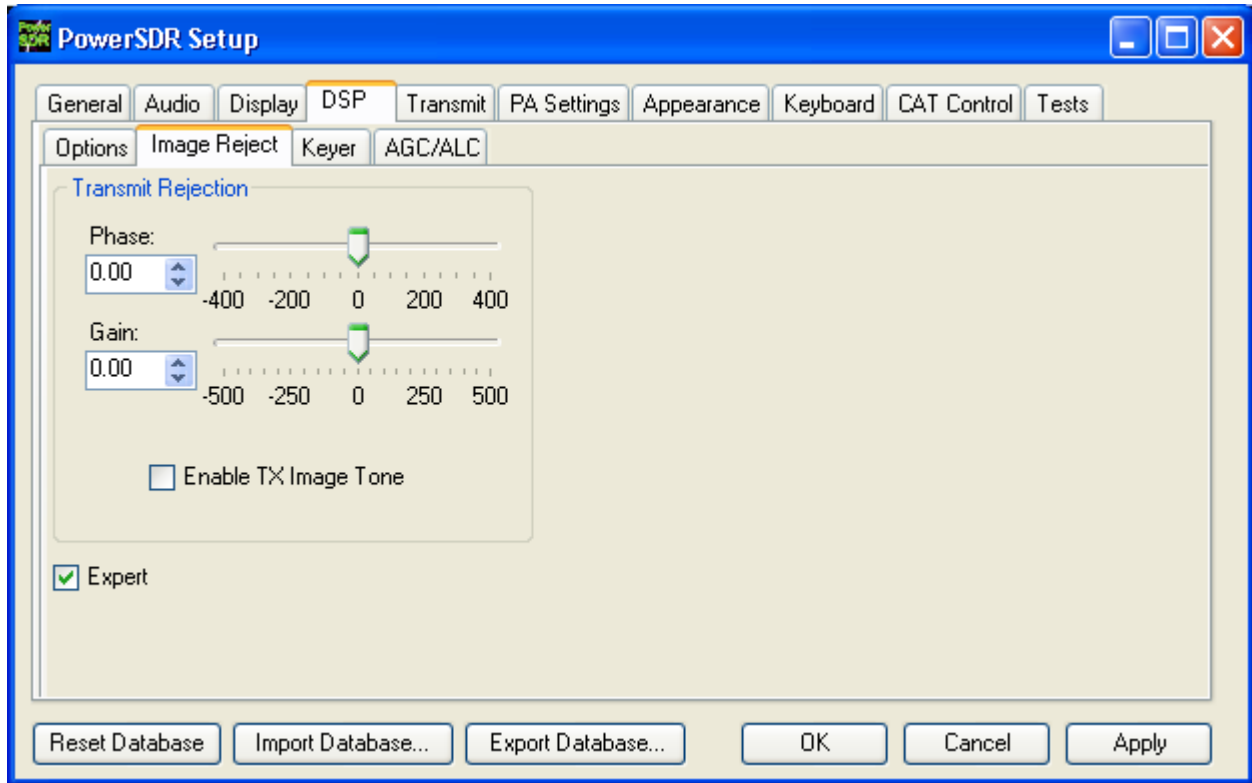 Power SDR PowerSDR Setup
General Audio Display DSP Transmit PA Settings Appearance Keyboard CAT Control Tests
Options Image Reject Keyer AGC/ALC
Transmit Rejection
Phase:
0.00
-400 -200 0 200 400
Gain:
0.00
-500 -250 0 250 500
Enable TX Image Tone
Expert
Reset Database Import Database... Export Database... OK Cancel Apply